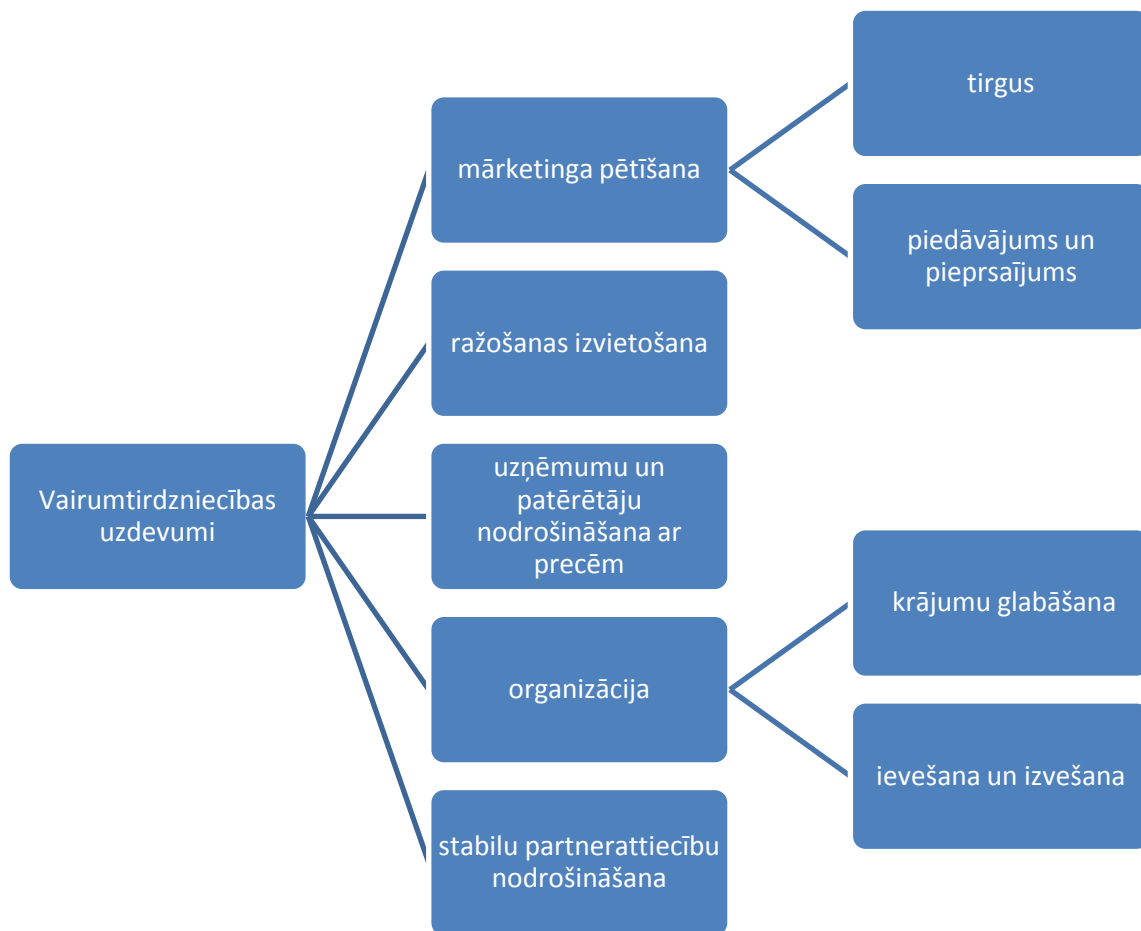 Vairumtirdzniecības
uzdevumi
mārketinga pētīšana
tirgus
piedāvājums un
pieprsaījums
ražošanas izvietošana
uzņēmumu un
patērētāju
nodrošināšana ar
precēm
organizācija
krājumu glabāšana
ievešana un izvešana
stabilu partnerattiecību
nodrošināšana